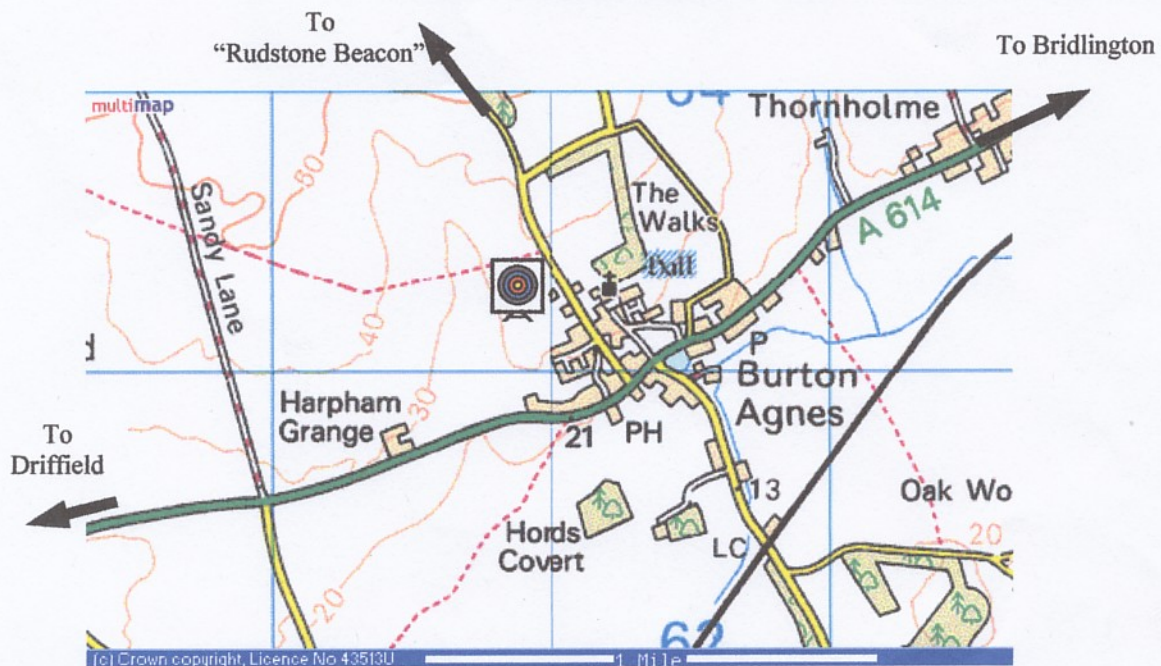 To
“Rudstone Beacon”
To Bridlington
multimap
64
Thornholme
Sandy Lane
50
The
Walks
A 614
Hall
40
d
P
Burton
Agnes
Harpham
Grange
30
21
PH
To
Driffield
13
Oak Wo
Hords
Covert
LC
20
20
62
(c) Crown copyright, Licence No 43513U
1 Mile